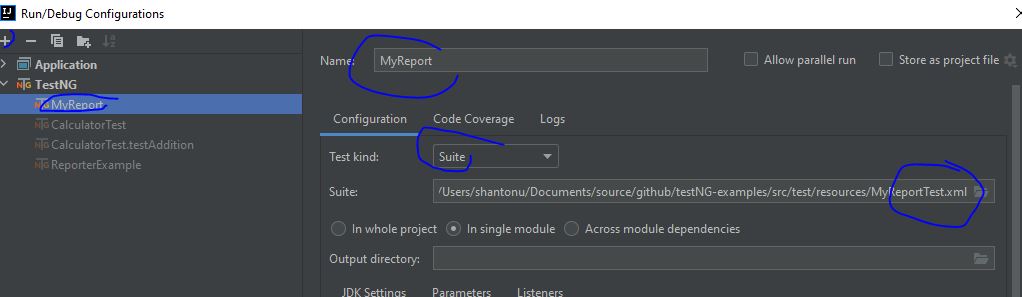 IJ Run/Debug Configurations
Name: MyReport Allow parallel run Store as project file
Application
TestNG
MyReport
CalculatorTest
CalculatorTest.testAddition
ReporterExample
Configuration Code Coverage Logs
Test kind: Suite
Suite: /Users/shantonu/Documents/source/github/testNG-examples/src/test/resources/MyReportTest.xml
In whole project In single module Across module dependencies
Output directory:
JDK Settings Parameters Listeners